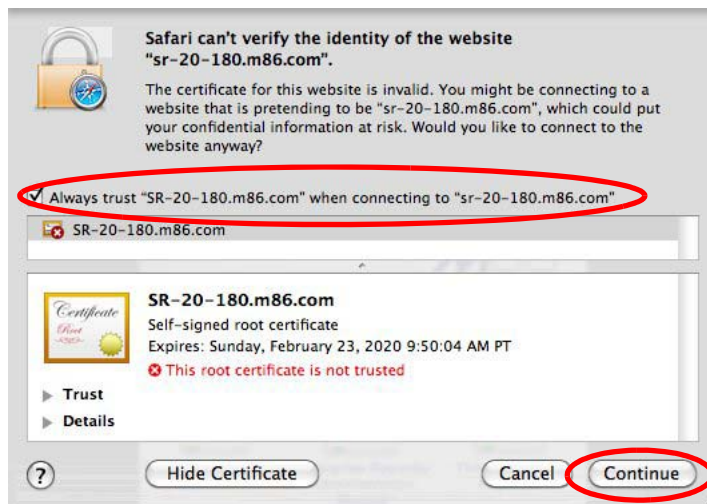 Safari can't verify the identity of the website
"sr-20-180.m86.com".
The certificate for this website is invalid. You might be connecting to a
website that is pretending to be "sr-20-180.m86.com", which could put
your confidential information at risk. Would you like to connect to the
website anyway?
Always trust "SR-20-180.m86.com" when connecting to "sr-20-180.m86.com"
SR-20-180.m86.com
Certificate
Root
SR-20-180.m86.com
Self-signed root certificate
Expires: Sunday, February 23, 2020 9:50:04 AM PT
This root certificate is not trusted
Trust
Details
? Hide Certificate Cancel Continue